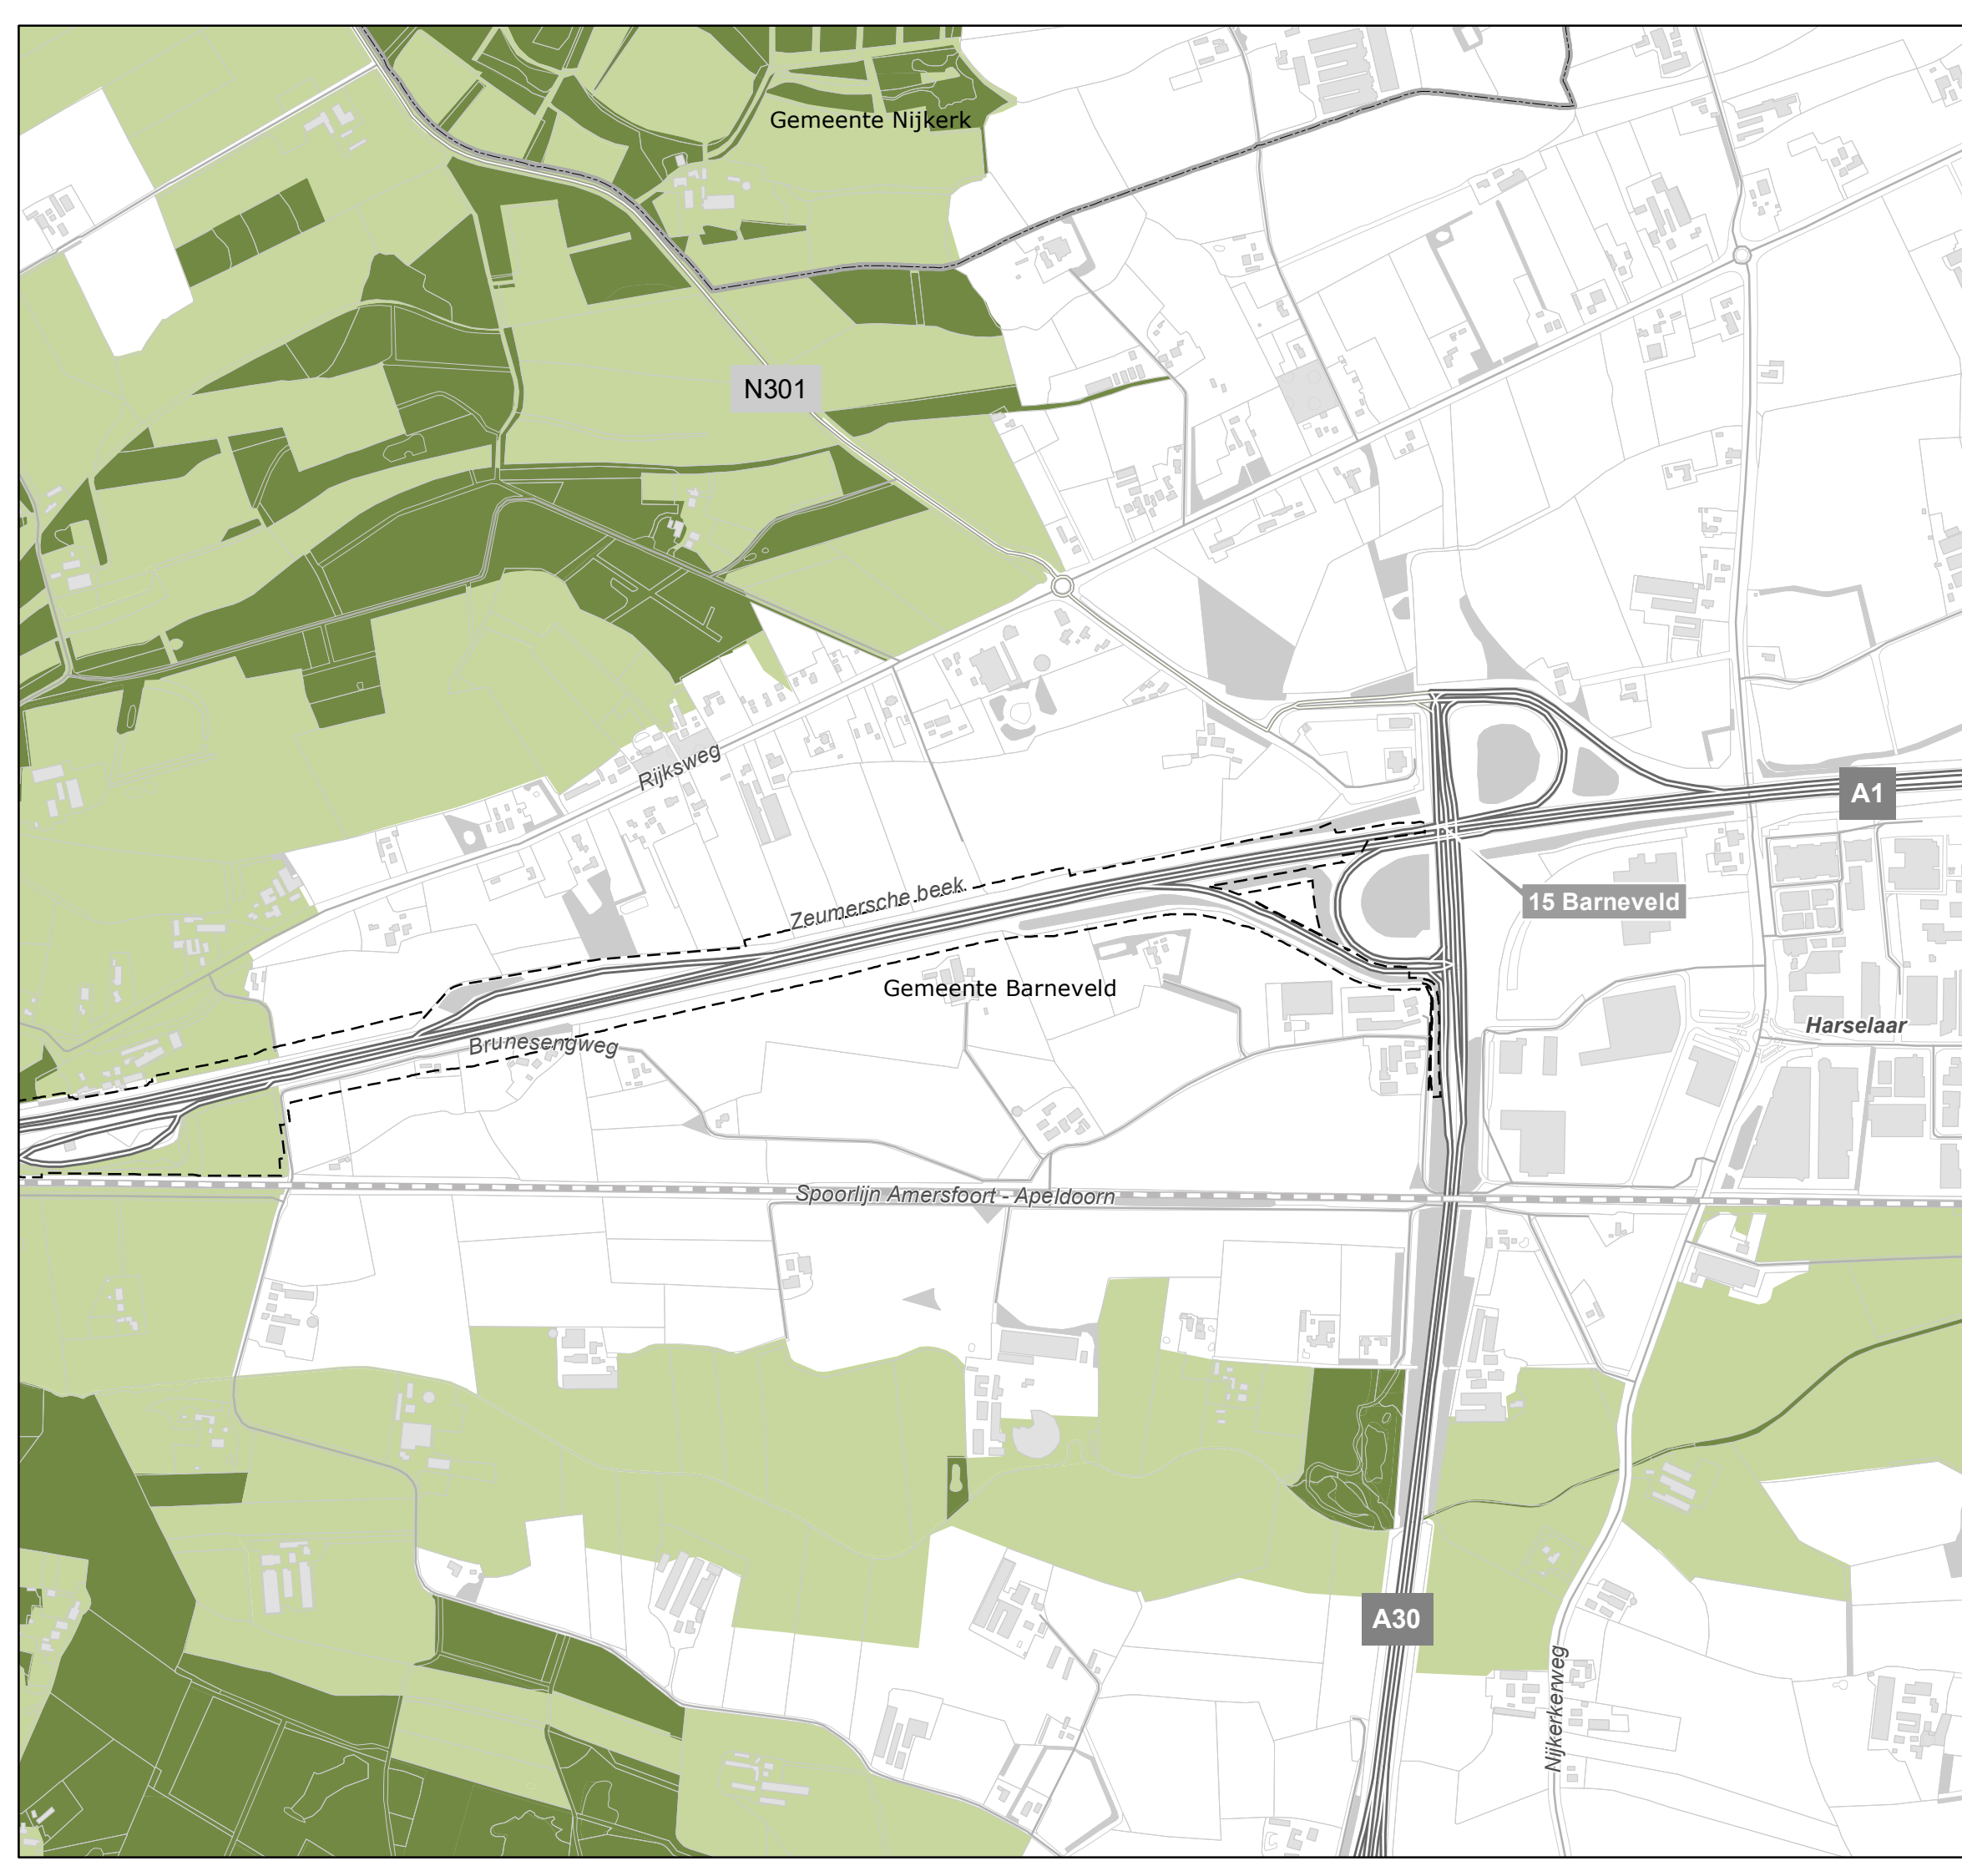 Gemeente Nijkerk
N301
Rijksweg
A1
Zeumersche beek
15 Barneveld
Gemeente Barneveld
Harselaar
Brunesengweg
Spoorlijn Amersfoort - Apeldoorn
A30
Nijkerkerweg